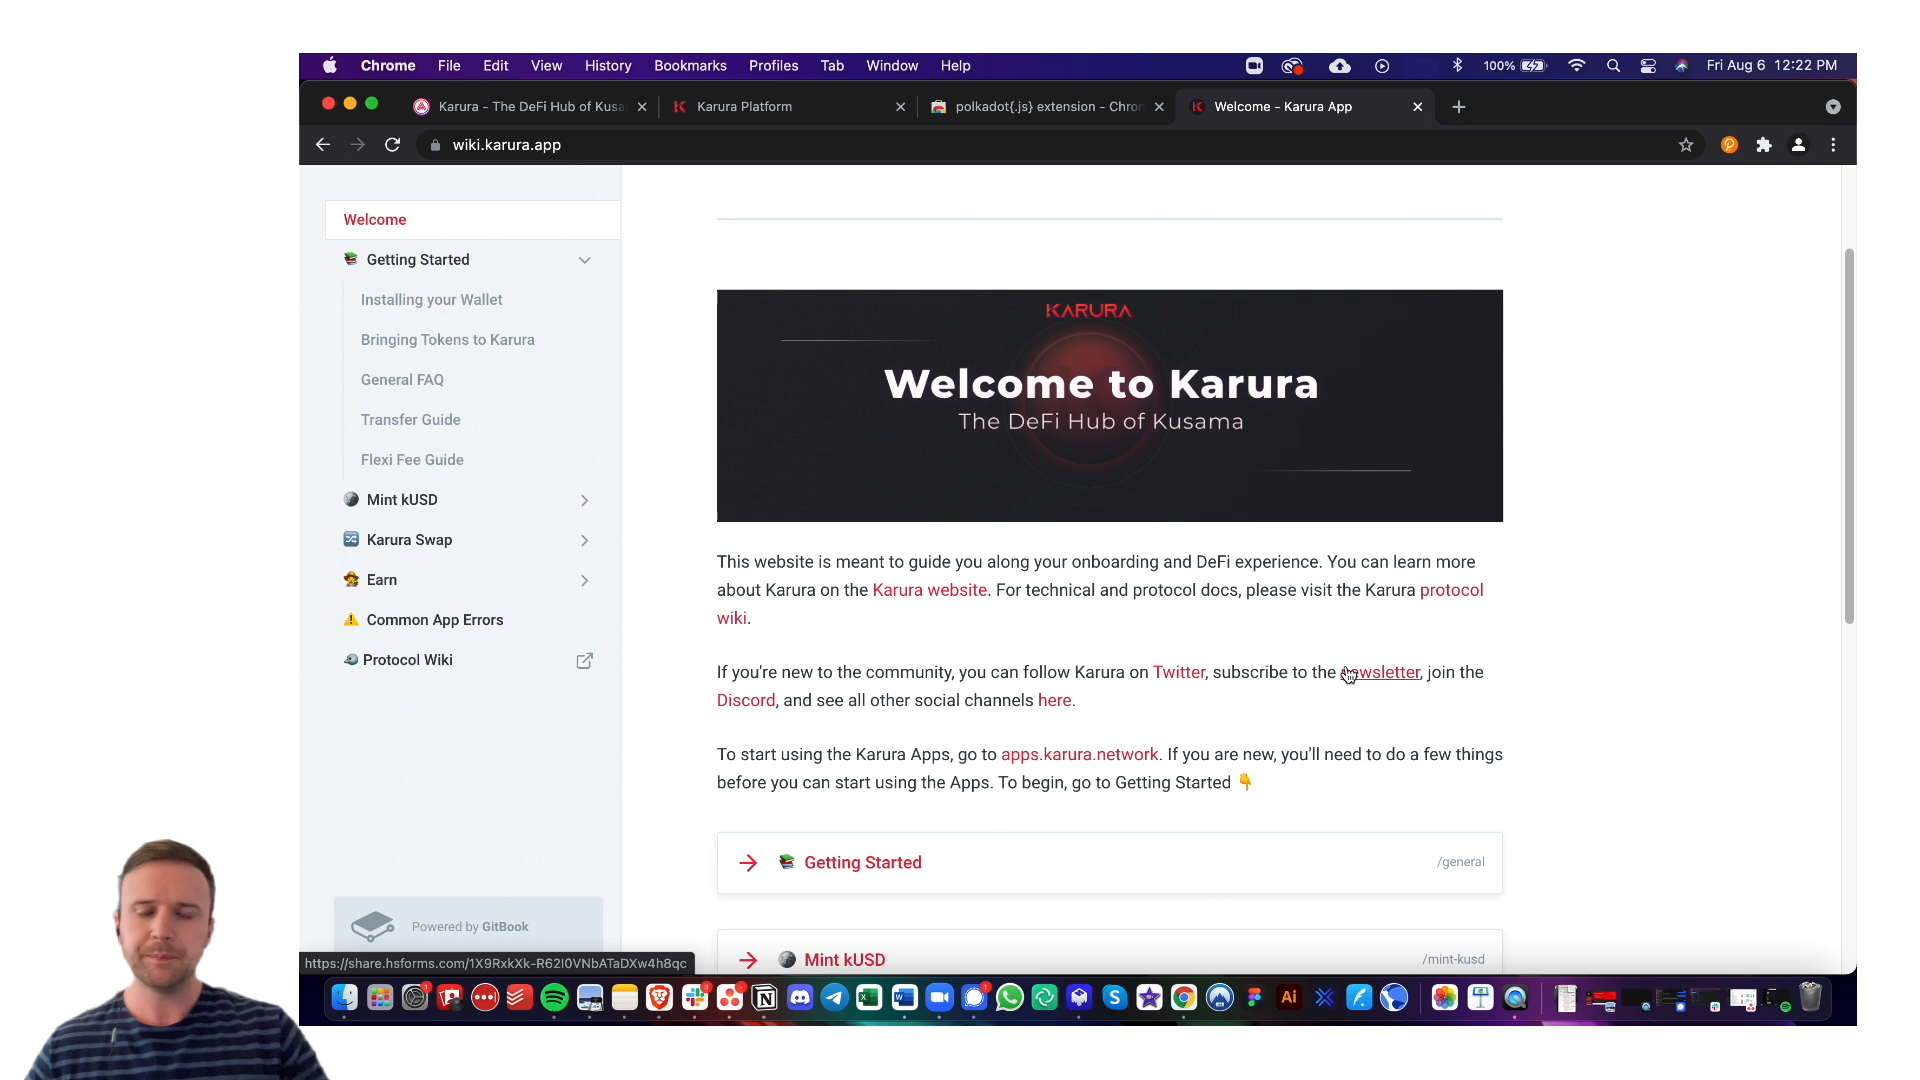 Chrome File Edit View History Bookmarks Profiles Tab Window Help 100% Fri Aug 6 12:22 PM
Karura - The DeFi Hub of Kusa
Karura Platform
polkadot{.js} extension - Chro
Welcome - Karura App
wiki.karura.app
Welcome
Getting Started
Installing your Wallet
Bringing Tokens to Karura
General FAQ
Transfer Guide
Flexi Fee Guide
Mint kUSD
Karura Swap
Earn
Common App Errors
Protocol Wiki
Powered by GitBook
KARURA
Welcome to Karura
The DeFi Hub of Kusama
This website is meant to guide you along your onboarding and DeFi experience. You can learn more
about Karura on the Karura website. For technical and protocol docs, please visit the Karura protocol
wiki.
If you're new to the community, you can follow Karura on Twitter, subscribe to the newsletter, join the
Discord, and see all other social channels here.
To start using the Karura Apps, go to apps.karura.network. If you are new, you'll need to do a few things
before you can start using the Apps. To begin, go to Getting Started 👇
Getting Started /general
Mint kUSD /mint-kusd
https://share.hsforms.com/1X9RxkXk-R62I0VNbATaDXw4h8qc